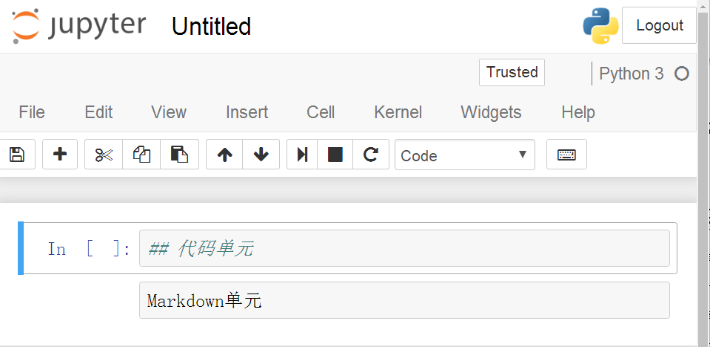 jupyter Untitled Logout
Trusted Python 3
File Edit View Insert Cell Kernel Widgets Help
Code
In [ ]: ## 代码单元
Markdown单元